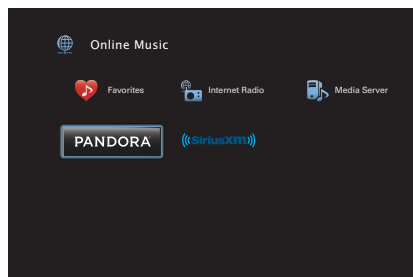 Online Music
Favorites Internet Radio Media Server
PANDORA ((SiriusXM))